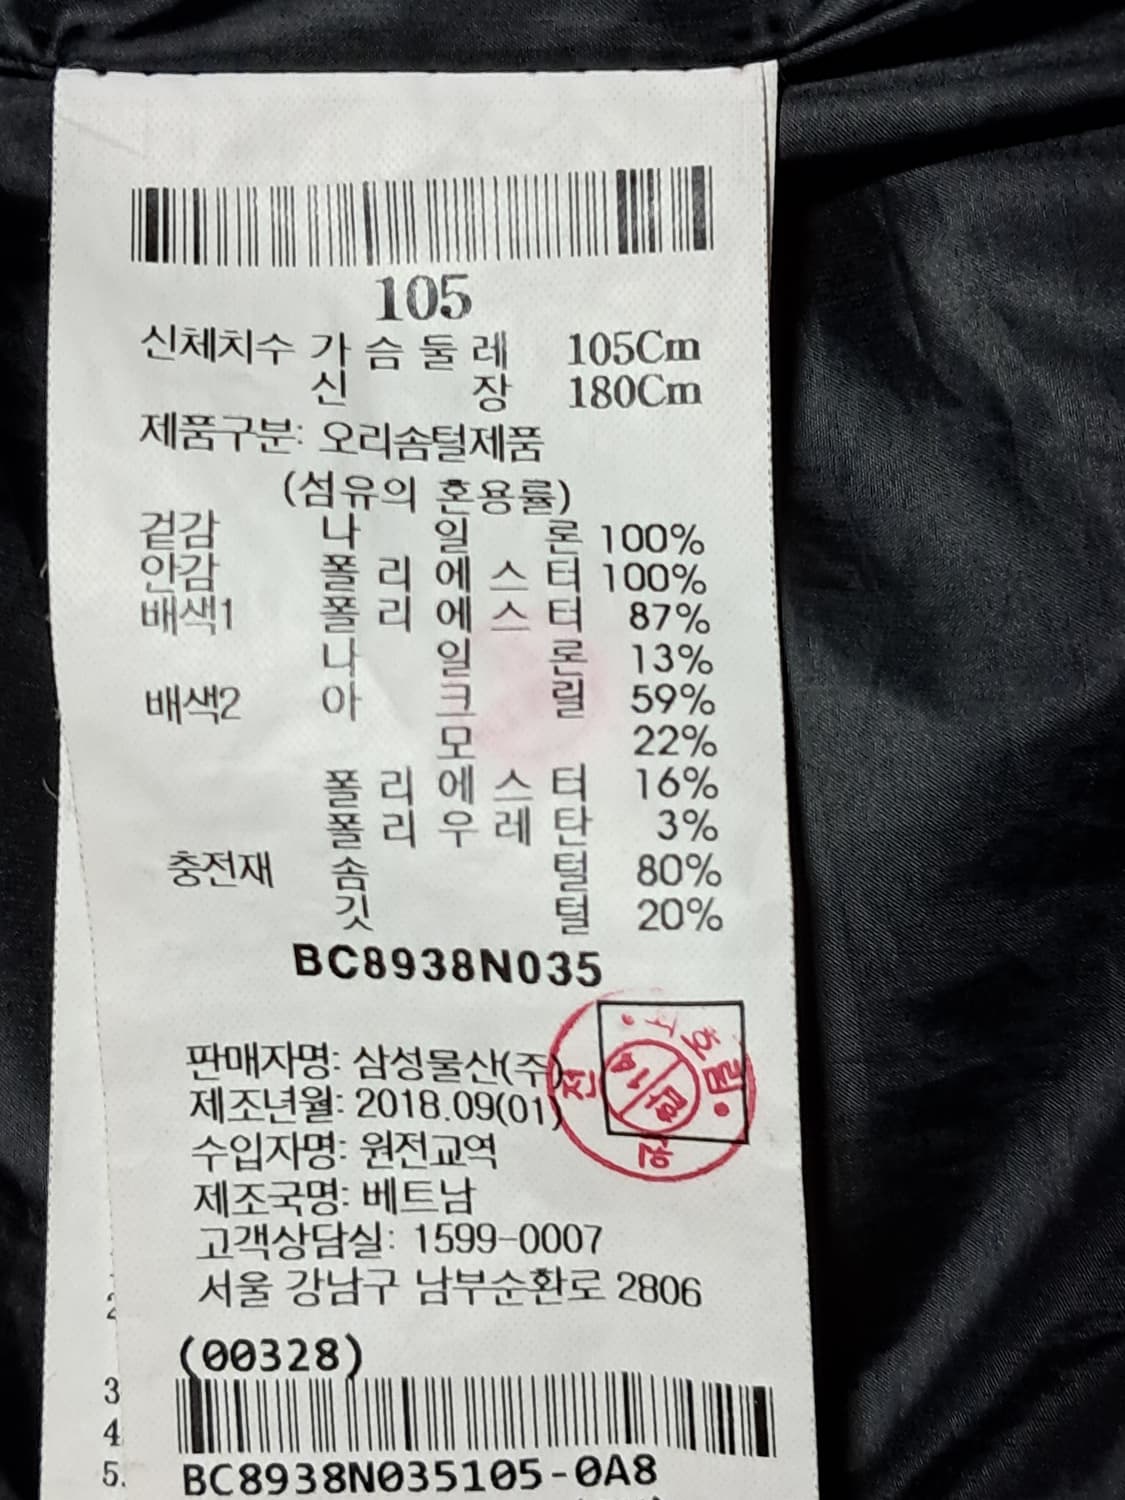 105
신체치수 가슴둘레 105Cm
신장 180Cm
제품구분: 오리솜털제품
(섬유의 혼용률)
겉감 나일론 100%
안감 폴리에스터 100%
배색1 폴리에스터 87%
나일론 13%
배색2 아크릴 59%
모 22%
폴리에스터 16%
폴리우레탄 3%
충전재 솜털 80%
깃털 20%
BC8938N035
판매자명: 삼성물산(주)
제조년월: 2018.09(01)
수입자명: 원전교역
제조국명: 베트남
고객상담실: 1599-0007
서울 강남구 남부순환로 2806
(00328)
3
4
5.
BC8938N035105-0A8